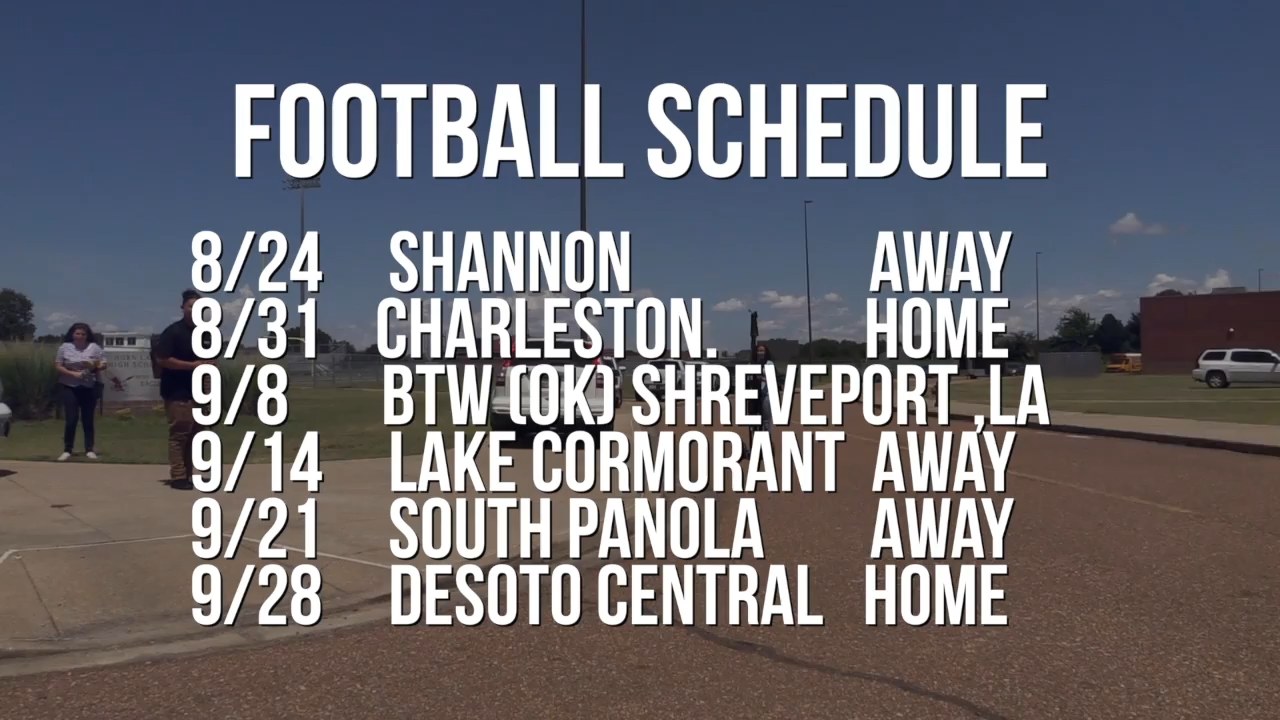 FOOTBALL SCHEDULE
8/24 SHANNON AWAY
8/31 CHARLESTON. HOME
9/8 BTW (OK) SHREVEPORT ,LA
9/14 LAKE CORMORANT AWAY
9/21 SOUTH PANOLA AWAY
9/28 DESOTO CENTRAL HOME